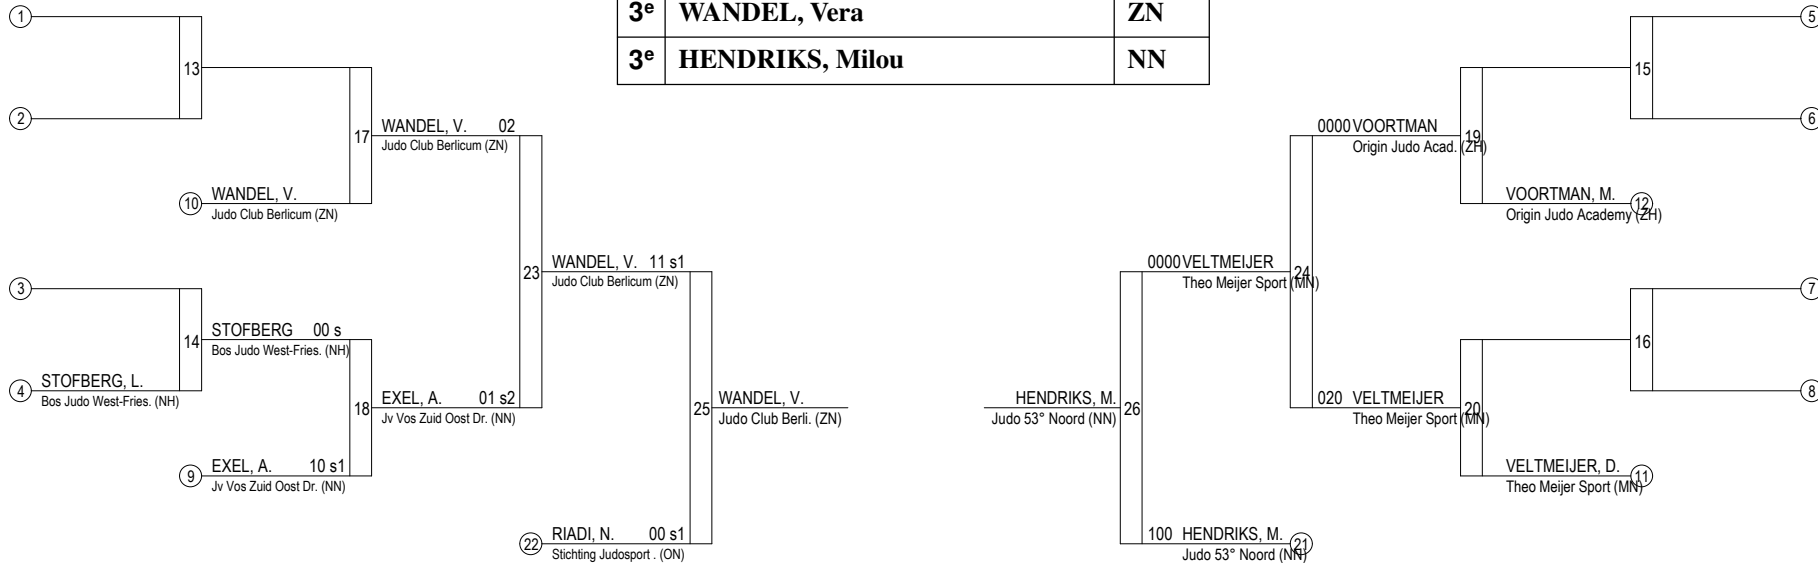 3e WANDEL, Vera ZN
3e HENDRIKS, Milou NN
1
13
2
17
WANDEL, V. 02
Judo Club Berlicum (ZN)
10 WANDEL, V.
Judo Club Berlicum (ZN)
23
WANDEL, V. 11 s1
Judo Club Berlicum (ZN)
3
14
STOFBERG 00 s
Bos Judo West-Fries. (NH)
4 STOFBERG, L.
Bos Judo West-Fries. (NH)
18
EXEL, A. 01 s2
Jv Vos Zuid Oost Dr. (NN)
9 EXEL, A. 10 s1
Jv Vos Zuid Oost Dr. (NN)
25
WANDEL, V.
Judo Club Berli. (ZN)
22 RIADI, N. 00 s1
Stichting Judosport . (ON)
5
15
6
0000 VOORTMAN 19
Origin Judo Acad. (ZH)
VOORTMAN, M. 12
Origin Judo Academy (ZH)
0000 VELTMEIJER 24
Theo Meijer Sport (MN)
7
16
8
HENDRIKS, M. 26
Judo 53° Noord (NN)
020 VELTMEIJER 20
Theo Meijer Sport (MN)
VELTMEIJER, D. 11
Theo Meijer Sport (MN)
100 HENDRIKS, M. 21
Judo 53° Noord (NN)